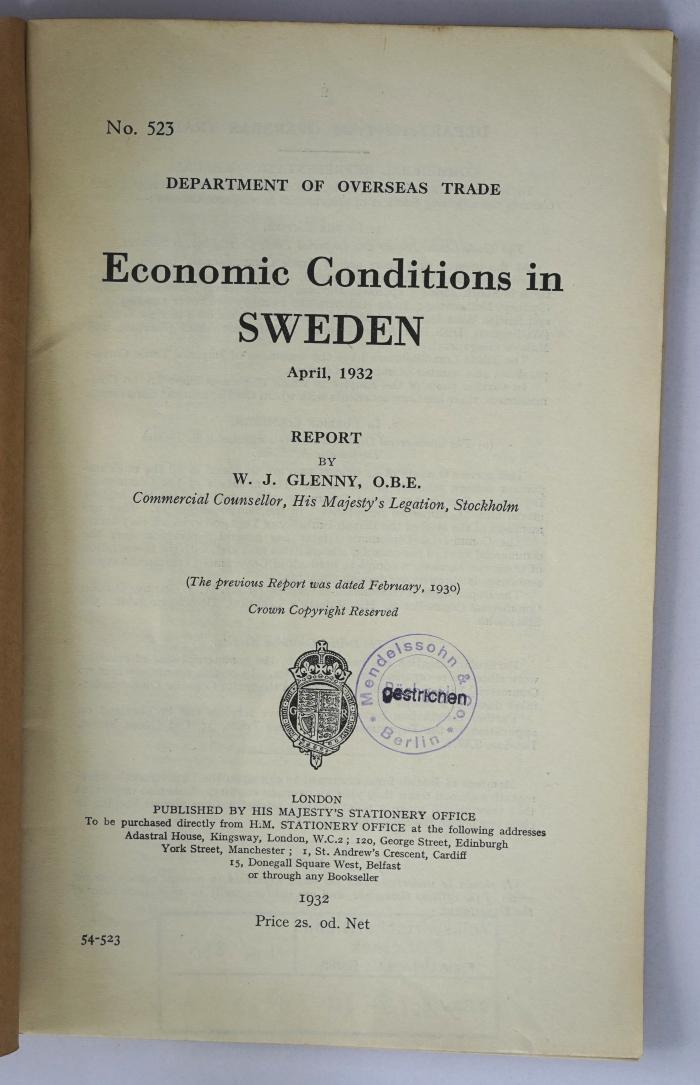 No. 523
DEPARTMENT OF OVERSEAS TRADE
Economic Conditions in
SWEDEN
April, 1932
REPORT
BY
W. J. GLENNY, O.B.E.
Commercial Counsellor, His Majesty's Legation, Stockholm
(The previous Report was dated February, 1930)
Crown Copyright Reserved
G R
Mendelssohn & Co.
gestrichen
* Berlin *
LONDON
PUBLISHED BY HIS MAJESTY'S STATIONERY OFFICE
To be purchased directly from H.M. STATIONERY OFFICE at the following addresses
Adastral House, Kingsway, London, W.C.2 ; 120, George Street, Edinburgh
York Street, Manchester ; 1, St. Andrew's Crescent, Cardiff
15, Donegall Square West, Belfast
or through any Bookseller
1932
Price 2s. od. Net
54-523